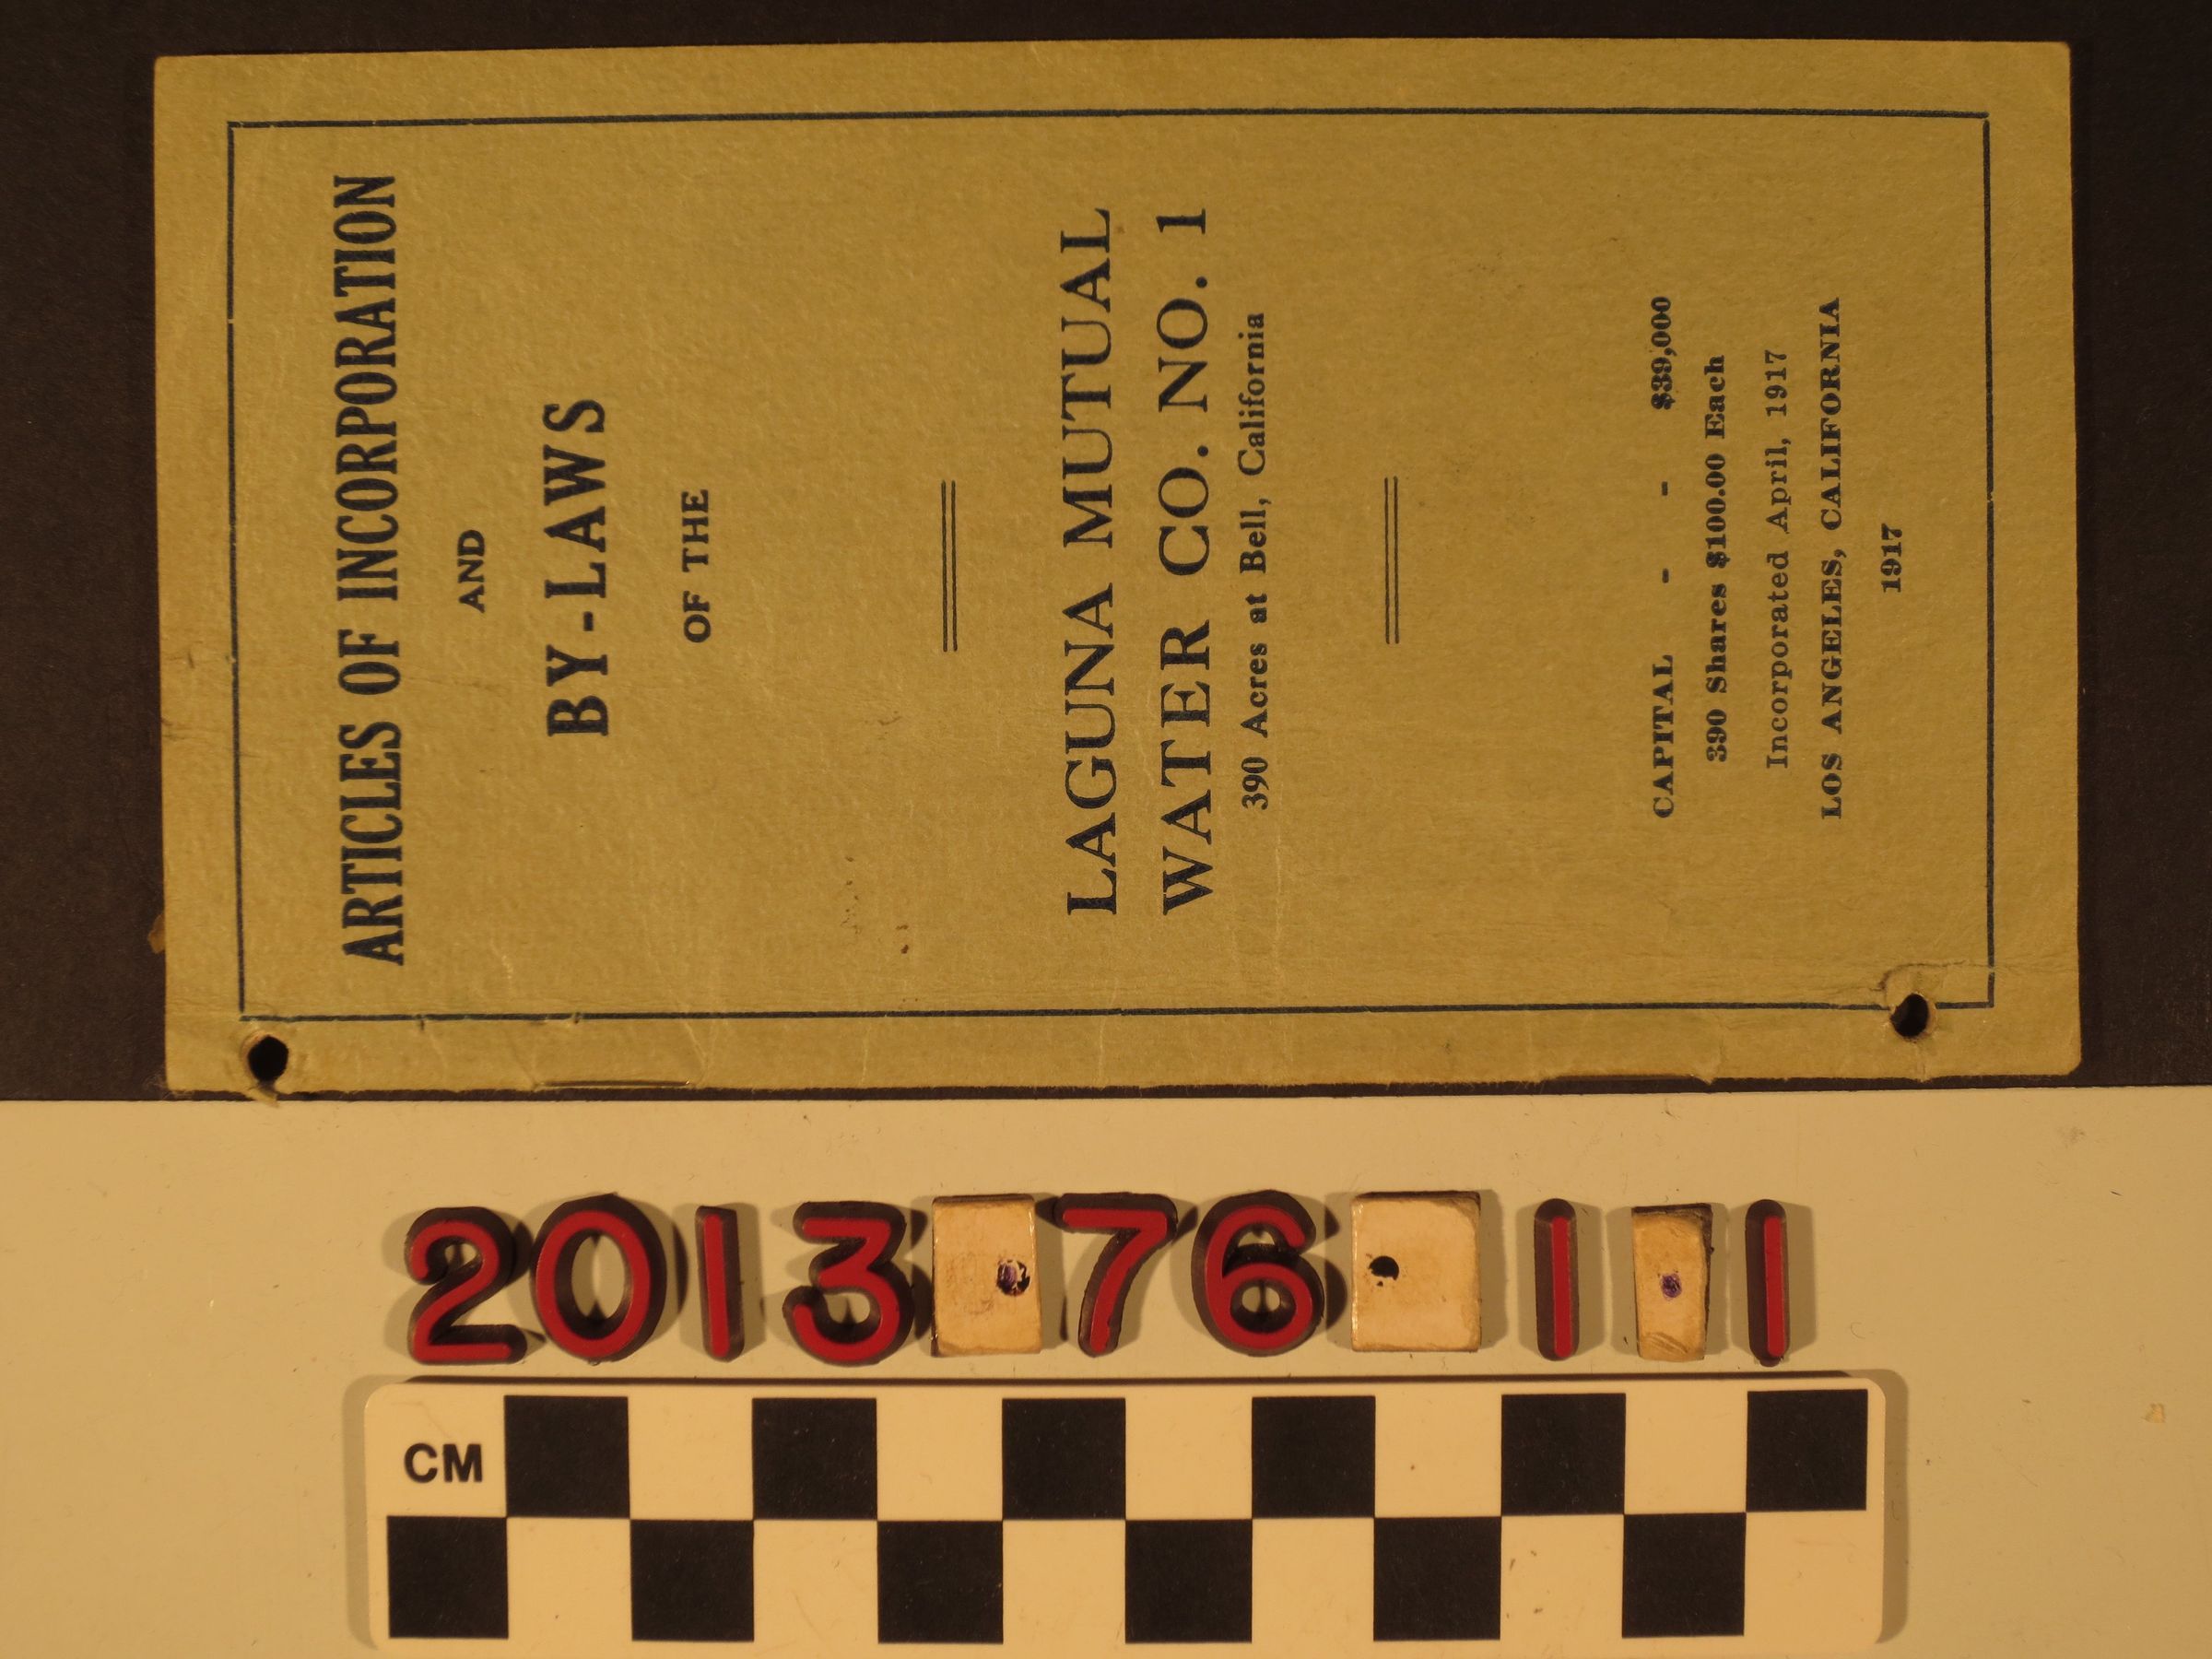 ARTICLES OF INCORPORATION
AND
BY-LAWS
OF THE
LAGUNA MUTUAL
WATER CO. NO. 1
390 Acres at Bell, California
CAPITAL - - $39,000
390 Shares $100.00 Each
Incorporated April, 1917
LOS ANGELES, CALIFORNIA
1917
2013 76 1 1
CM